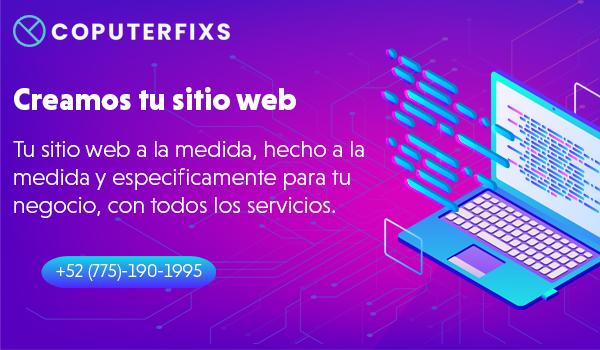 COPUTERFIXS
Creamos tu sitio web
Tu sitio web a la medida, hecho a la
medida y especificamente para tu
negocio, con todos los servicios.
+52 (775)-190-1995